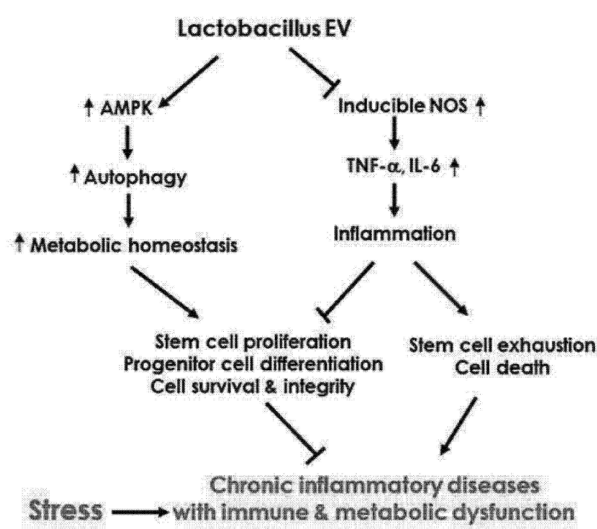 Lactobacillus EV
↑ AMPK
Inducible NOS ↑
↑ Autophagy
TNF-α, IL-6 ↑
↑ Metabolic homeostasis
Inflammation
Stem cell proliferation
Progenitor cell differentiation
Cell survival & integrity
Stem cell exhaustion
Cell death
Chronic inflammatory diseases
Stress
with immune & metabolic dysfunction